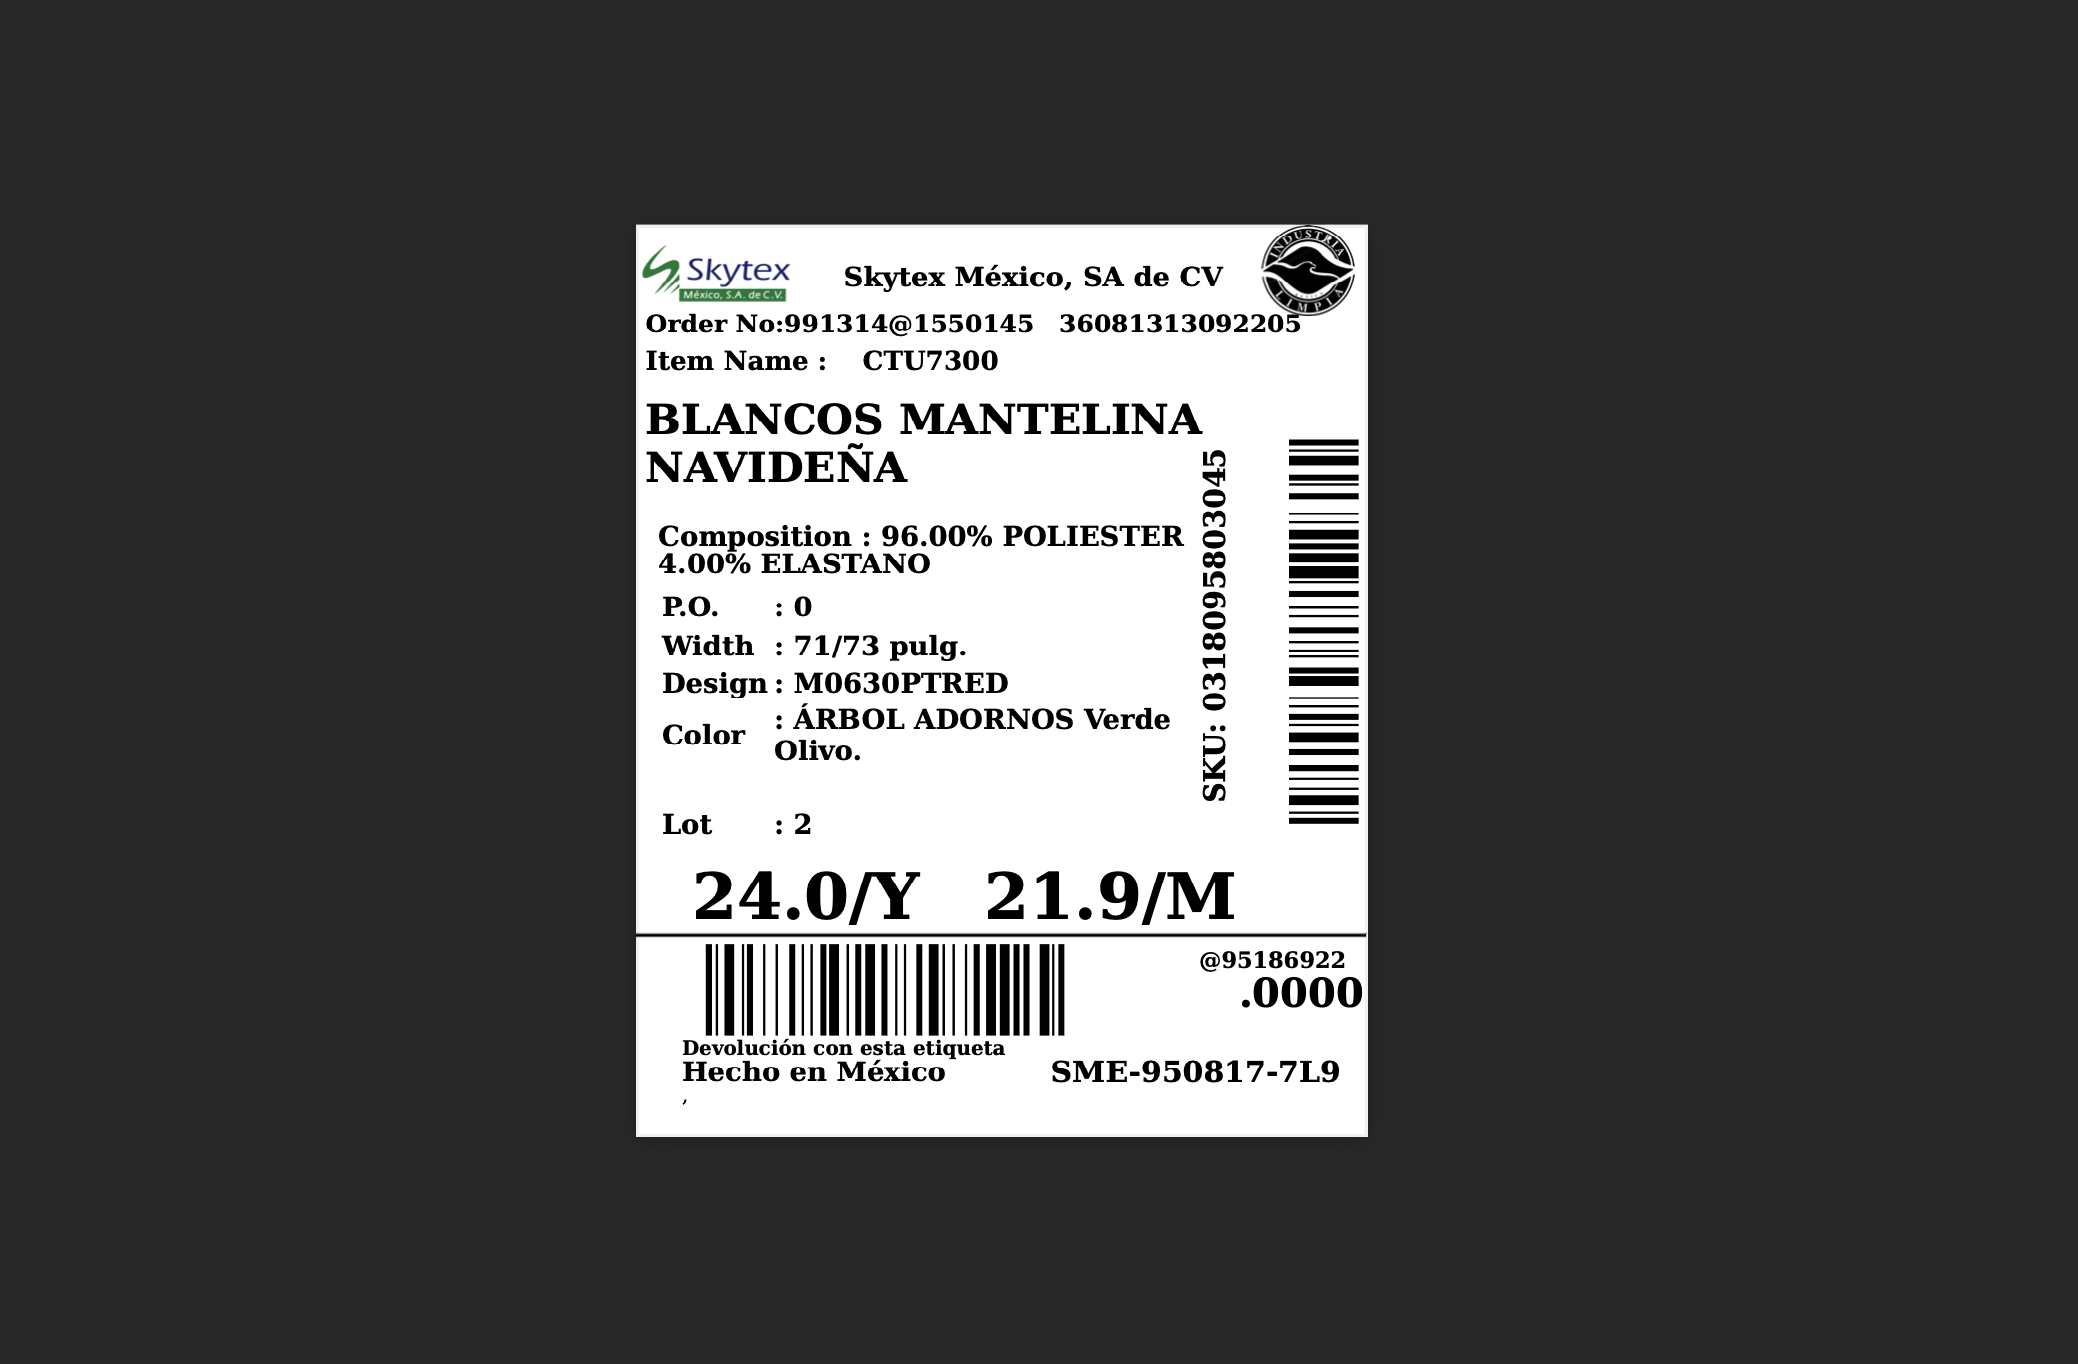 Skytex
México, S.A. de C.V.
Skytex México, SA de CV
INDUSTRIA
LIMPIA
Order No:991314@1550145 36081313092205
Item Name : CTU7300
BLANCOS MANTELINA
NAVIDEÑA
Composition : 96.00% POLIESTER
4.00% ELASTANO
P.O. : 0
Width : 71/73 pulg.
Design : M0630PTRED
Color : ÁRBOL ADORNOS Verde
Olivo.
Lot : 2
SKU: 0318095803045
24.0/Y 21.9/M
@95186922
.0000
Devolución con esta etiqueta
Hecho en México SME-950817-7L9
,